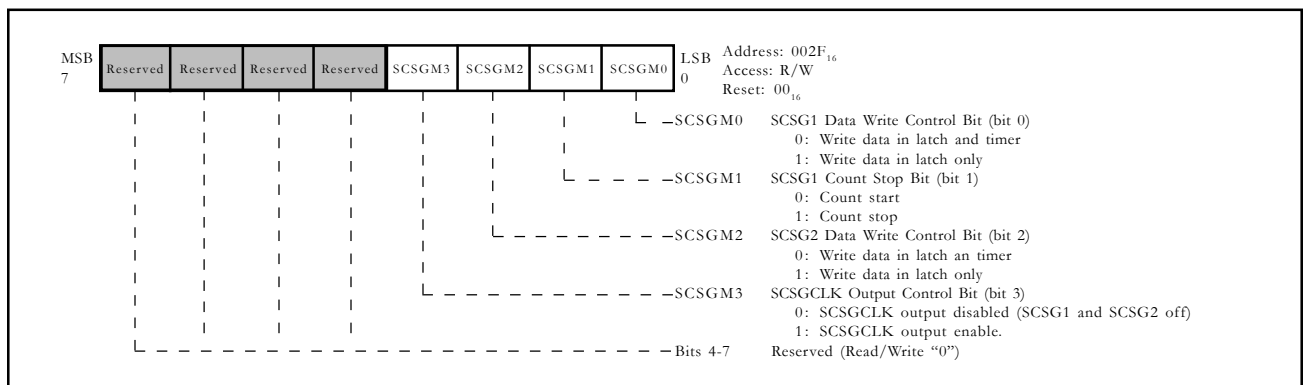 MSB
7
Reserved Reserved Reserved Reserved SCSGM3 SCSGM2 SCSGM1 SCSGM0
LSB
0
Address: 002F16
Access: R/W
Reset: 0016
SCSGM0 SCSG1 Data Write Control Bit (bit 0)
0: Write data in latch and timer
1: Write data in latch only
SCSGM1 SCSG1 Count Stop Bit (bit 1)
0: Count start
1: Count stop
SCSGM2 SCSG2 Data Write Control Bit (bit 2)
0: Write data in latch an timer
1: Write data in latch only
SCSGM3 SCSGCLK Output Control Bit (bit 3)
0: SCSGCLK output disabled (SCSG1 and SCSG2 off)
1: SCSGCLK output enable.
Bits 4-7 Reserved (Read/Write “0”)